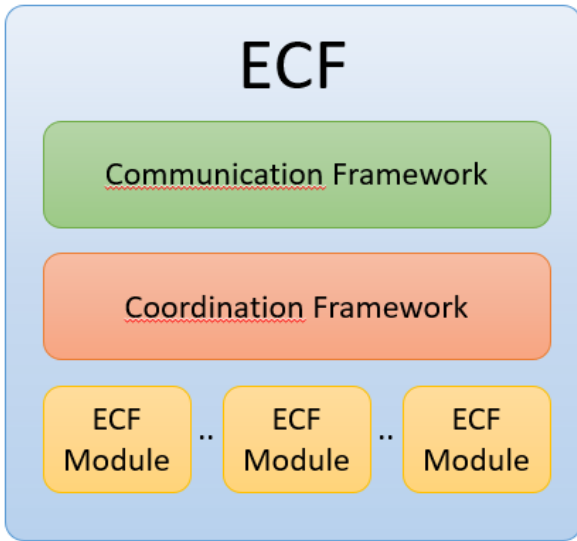 ECF
Communication Framework
Coordination Framework
ECF
Module
..
ECF
Module
..
ECF
Module